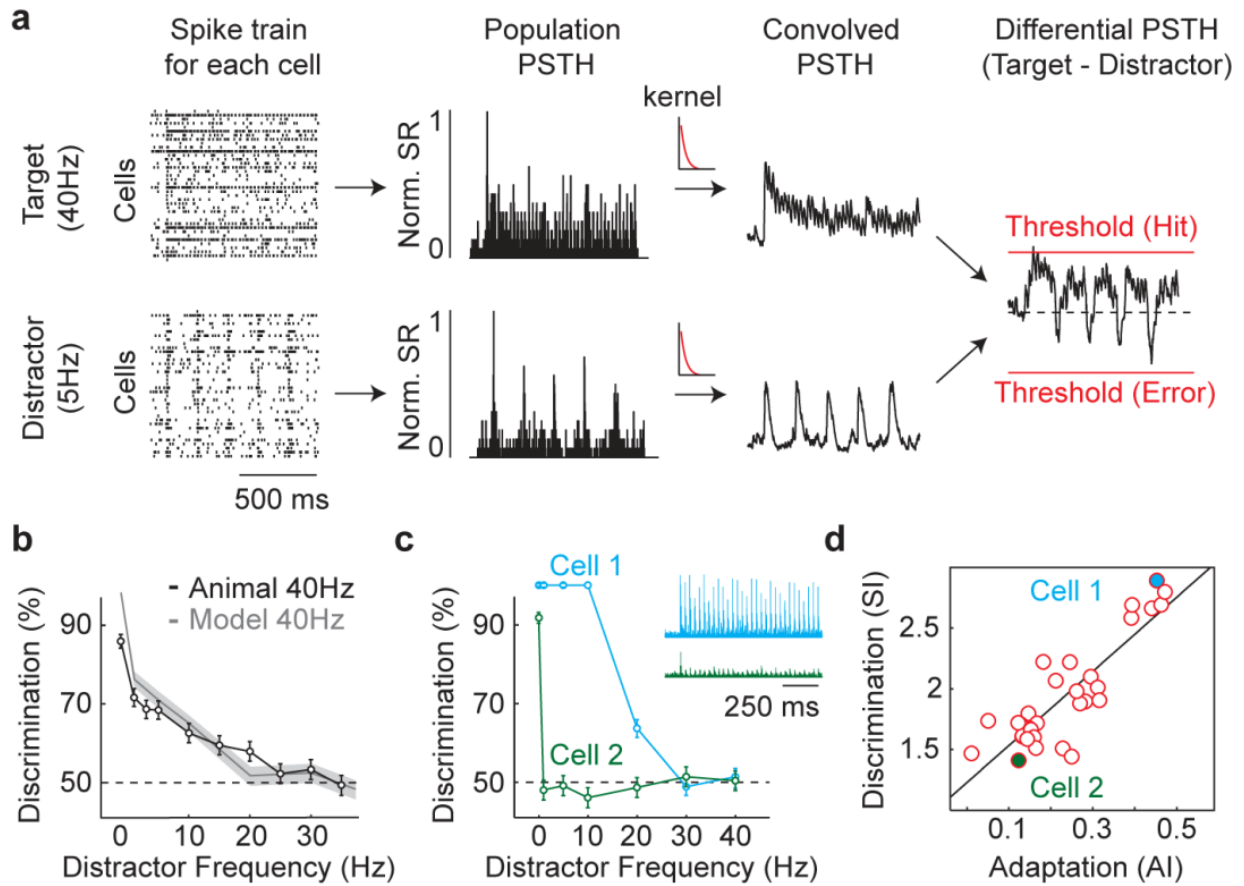 a
Spike train
for each cell
Population
PSTH
Convolved
PSTH
Differential PSTH
(Target - Distractor)
kernel
Target
(40Hz)
Cells
Norm. SR
1
0
Threshold (Hit)
Threshold (Error)
Distractor
(5Hz)
Cells
Norm. SR
1
0
kernel
500 ms
b
Discrimination (%)
90
70
50
Animal 40Hz
Model 40Hz
0 10 20 30
Distractor Frequency (Hz)
c
Discrimination (%)
90
70
50
Cell 1
Cell 2
250 ms
0 10 20 30 40
Distractor Frequency (Hz)
d
Discrimination (SI)
2.5
2
1.5
Cell 1
Cell 2
0.1 0.3 0.5
Adaptation (AI)